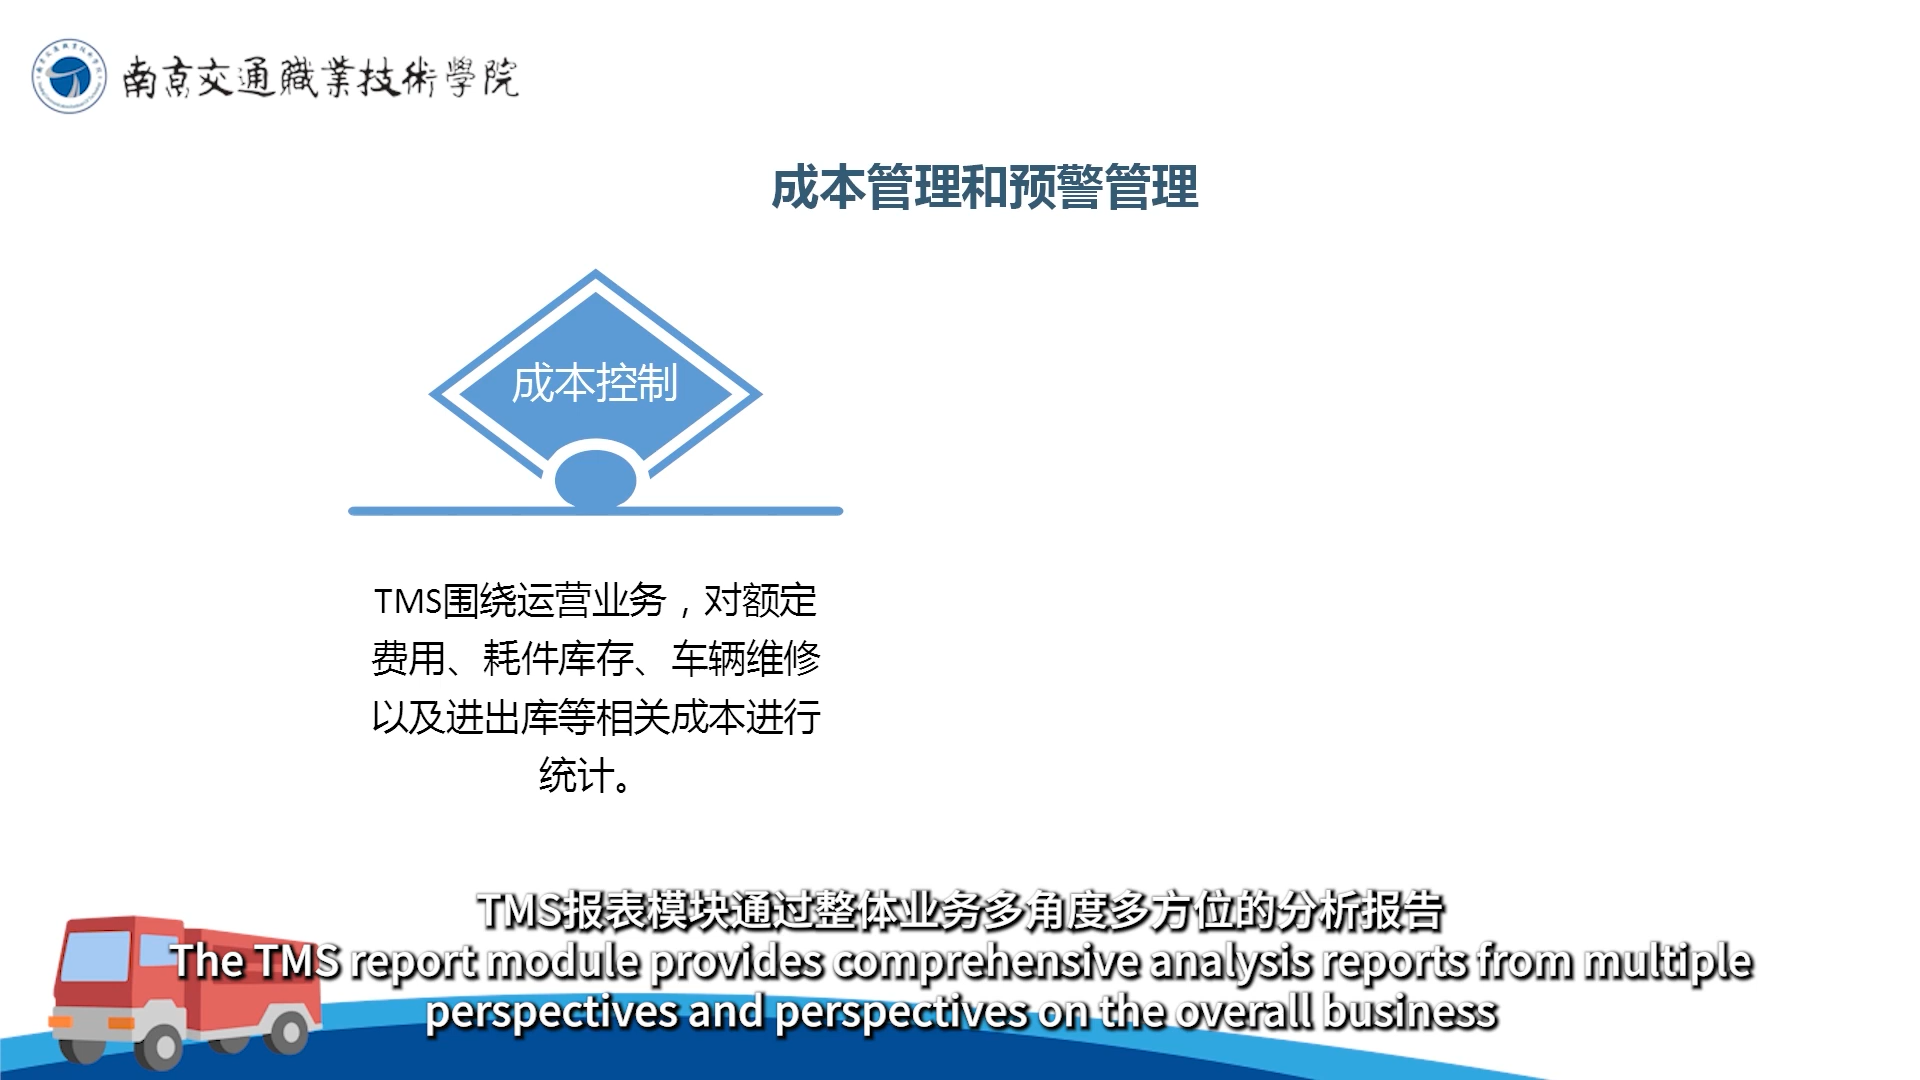 南京交通職業技術學院
成本管理和预警管理
成本控制
TMS围绕运营业务，对额定
费用、耗件库存、车辆维修
以及进出库等相关成本进行
统计。
TMS报表模块通过整体业务多角度多方位的分析报告
The TMS report module provides comprehensive analysis reports from multiple
perspectives and perspectives on the overall business